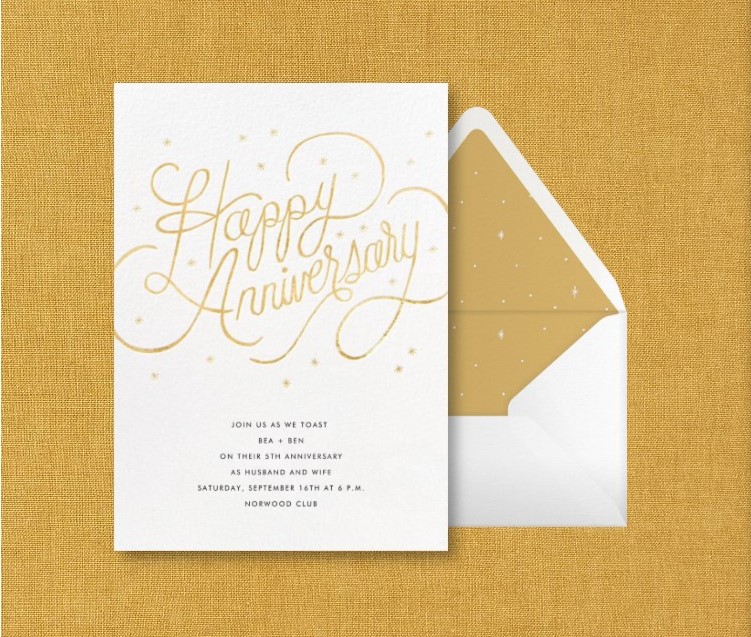 Happy
Anniversary
JOIN US AS WE TOAST
BEA + BEN
ON THEIR 5TH ANNIVERSARY
AS HUSBAND AND WIFE
SATURDAY, SEPTEMBER 16TH AT 6 P.M.
NORWOOD CLUB